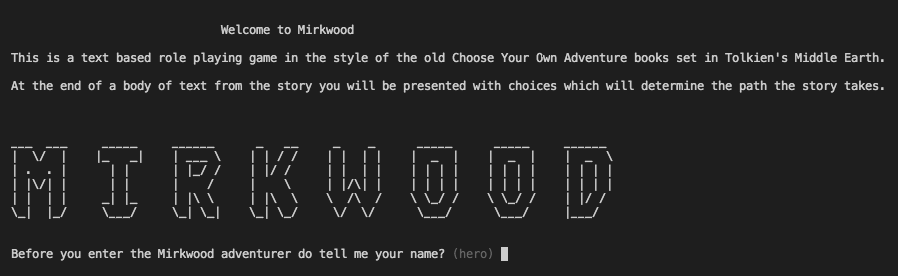 Welcome to Mirkwood
This is a text based role playing game in the style of the old Choose Your Own Adventure books set in Tolkien's Middle Earth.
At the end of a body of text from the story you will be presented with choices which will determine the path the story takes.
MIRKWOOD
Before you enter the Mirkwood adventurer do tell me your name? (hero)